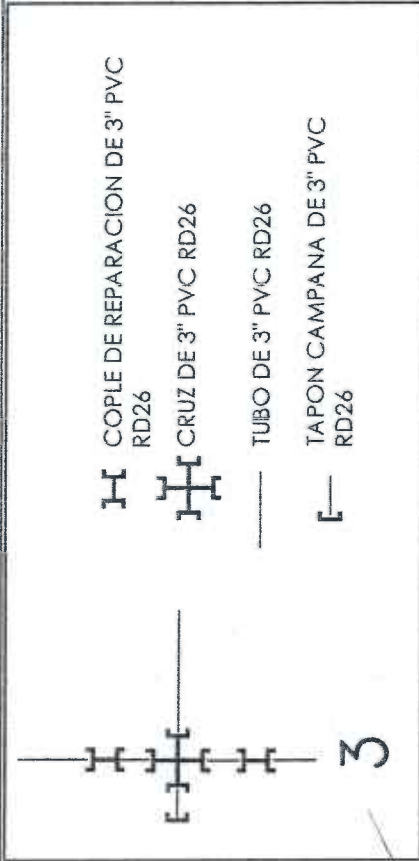 COPLE DE REPARACION DE 3" PVC
RD26
CRUZ DE 3" PVC RD26
TUBO DE 3" PVC RD26
TAPON CAMPANA DE 3" PVC
RD26
3